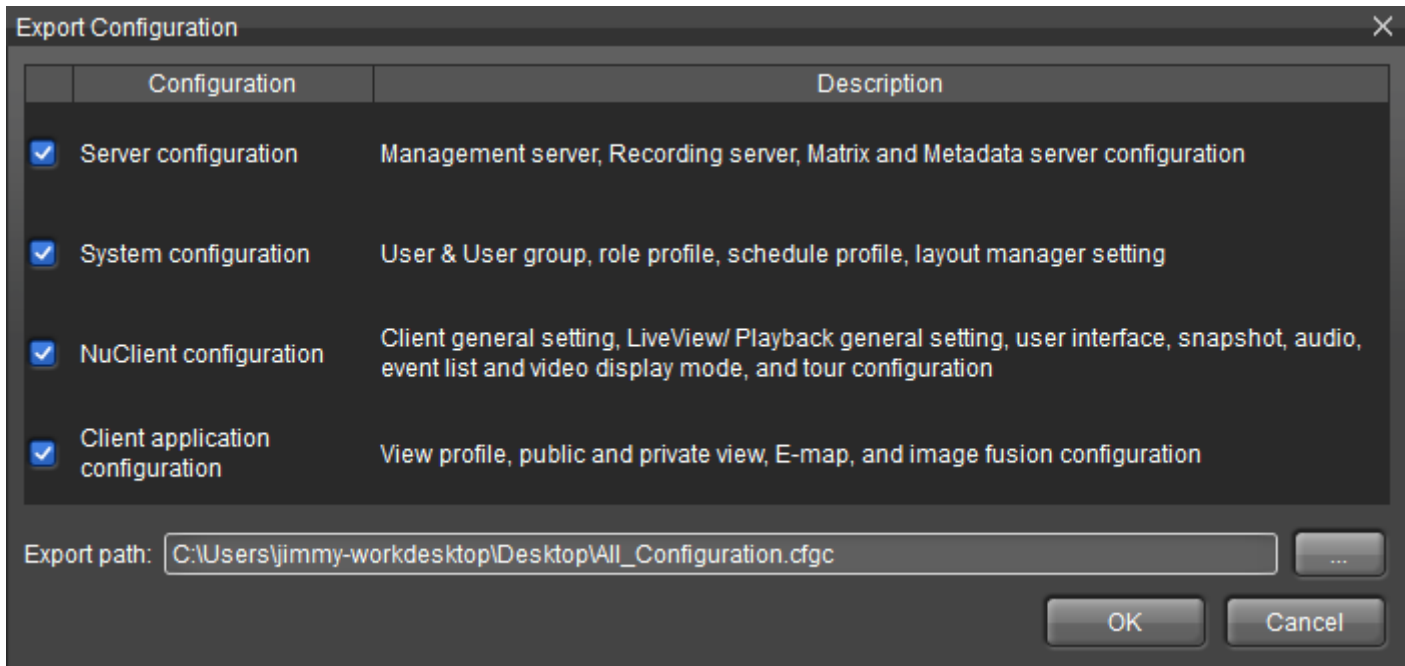 Export Configuration
Configuration Description
Server configuration Management server, Recording server, Matrix and Metadata server configuration
System configuration User & User group, role profile, schedule profile, layout manager setting
NuClient configuration
Client general setting, LiveView/ Playback general setting, user interface, snapshot, audio,
event list and video display mode, and tour configuration
Client application
configuration
View profile, public and private view, E-map, and image fusion configuration
Export path: C:\Users\jimmy-workdesktop\Desktop\All_Configuration.cfgc ...
OK Cancel